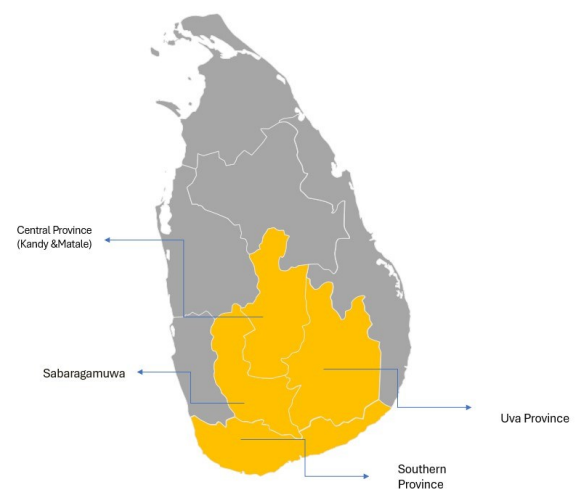 Central Province
(Kandy &Matale)
Sabaragamuwa
Uva Province
Southern
Province